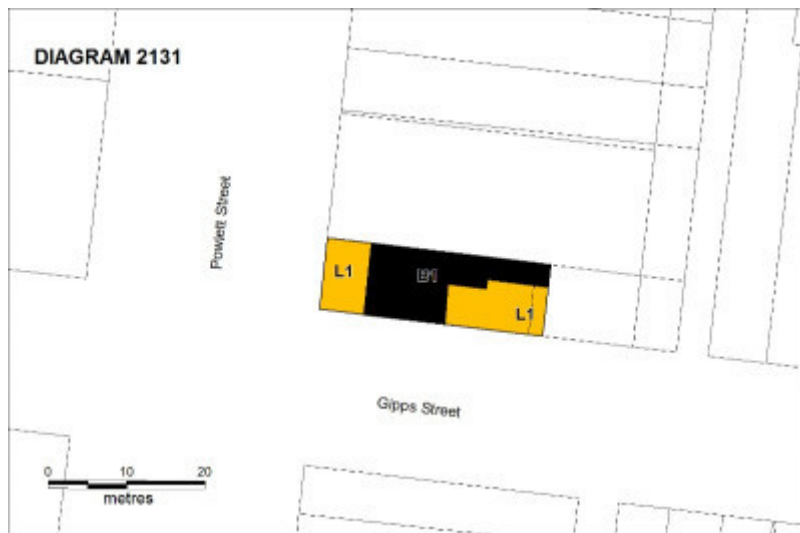 DIAGRAM 2131
Powlett Street
L1
B1
L1
Gipps Street
0 10 20
metres